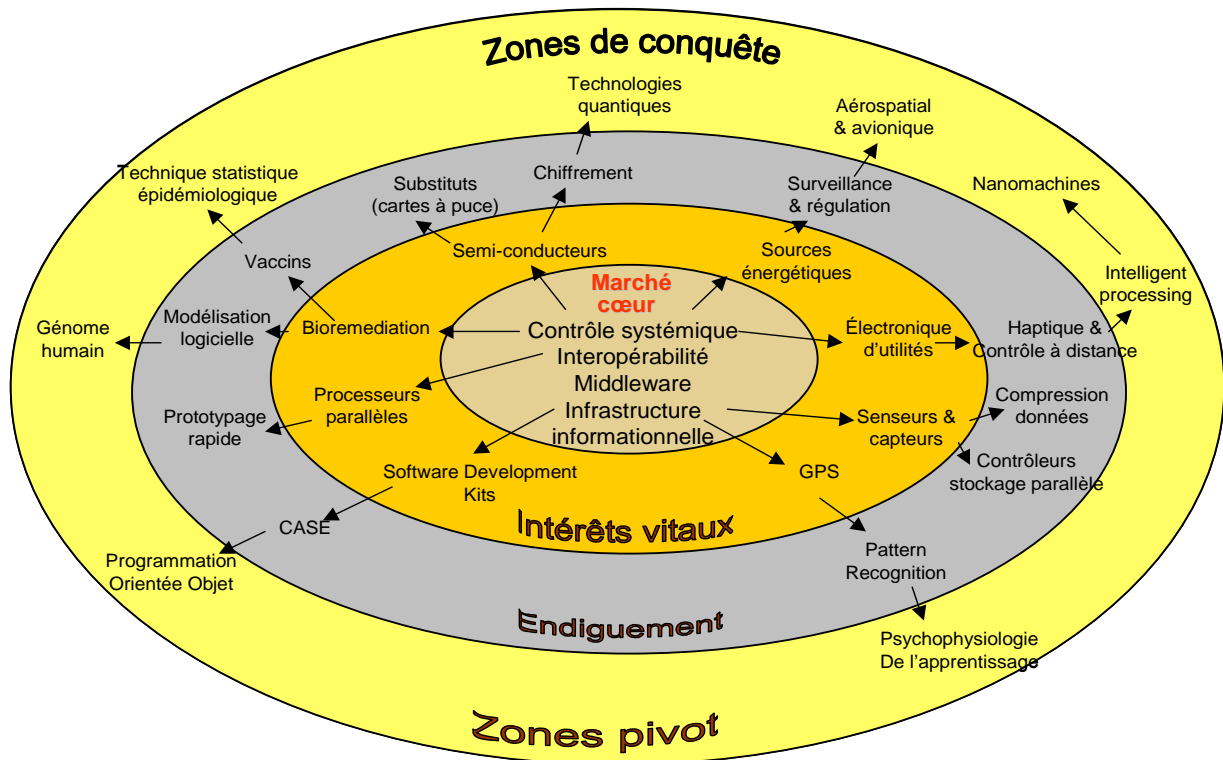 Zones de conquête
Technologies
quantiques
Aérospatial
& avionique
Technique statistique
épidémiologique
Substituts
(cartes à puce)
Chiffrement
Surveillance
& régulation
Nanomachines
Vaccins
Semi-conducteurs
Sources
énergétiques
Intelligent
processing
Marché
cœur
Génome
humain
Modélisation
logicielle
Bioremediation
Contrôle systémique
Interopérabilité
Middleware
Infrastructure
informationnelle
Électronique
d'utilités
Haptique &
Contrôle à distance
Prototypage
rapide
Processeurs
parallèles
Senseurs &
capteurs
Compression
données
Software Development
Kits
GPS
Contrôleurs
stockage parallèle
CASE
Intérêts vitaux
Programmation
Orientée Objet
Pattern
Recognition
Endiguement
Psychophysiologie
De l'apprentissage
Zones pivot